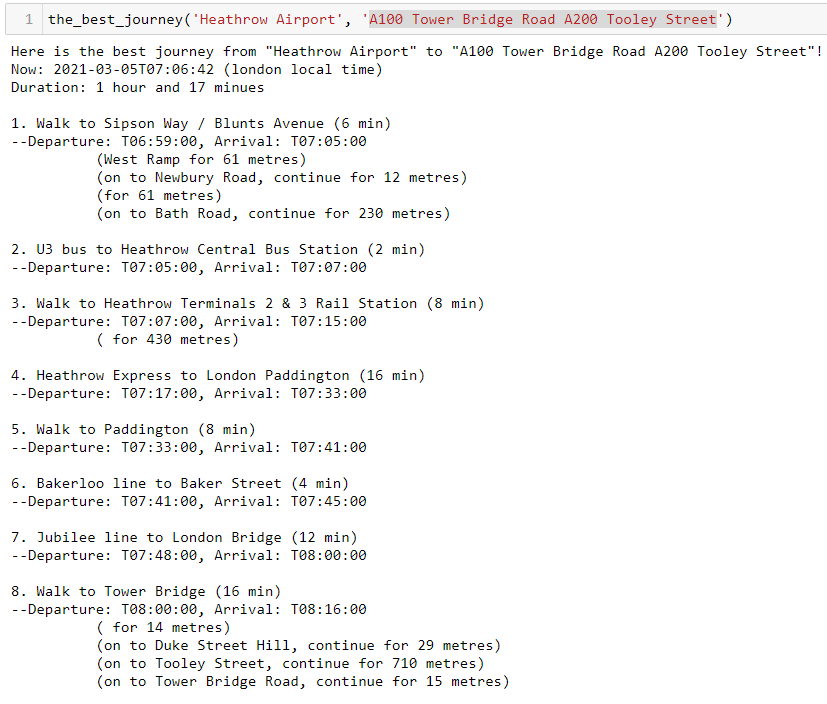 1 the_best_journey('Heathrow Airport', 'A100 Tower Bridge Road A200 Tooley Street')
Here is the best journey from "Heathrow Airport" to "A100 Tower Bridge Road A200 Tooley Street"!
Now: 2021-03-05T07:06:42 (london local time)
Duration: 1 hour and 17 minues
1. Walk to Sipson Way / Blunts Avenue (6 min)
--Departure: T06:59:00, Arrival: T07:05:00
(West Ramp for 61 metres)
(on to Newbury Road, continue for 12 metres)
(for 61 metres)
(on to Bath Road, continue for 230 metres)
2. U3 bus to Heathrow Central Bus Station (2 min)
--Departure: T07:05:00, Arrival: T07:07:00
3. Walk to Heathrow Terminals 2 & 3 Rail Station (8 min)
--Departure: T07:07:00, Arrival: T07:15:00
( for 430 metres)
4. Heathrow Express to London Paddington (16 min)
--Departure: T07:17:00, Arrival: T07:33:00
5. Walk to Paddington (8 min)
--Departure: T07:33:00, Arrival: T07:41:00
6. Bakerloo line to Baker Street (4 min)
--Departure: T07:41:00, Arrival: T07:45:00
7. Jubilee line to London Bridge (12 min)
--Departure: T07:48:00, Arrival: T08:00:00
8. Walk to Tower Bridge (16 min)
--Departure: T08:00:00, Arrival: T08:16:00
( for 14 metres)
(on to Duke Street Hill, continue for 29 metres)
(on to Tooley Street, continue for 710 metres)
(on to Tower Bridge Road, continue for 15 metres)